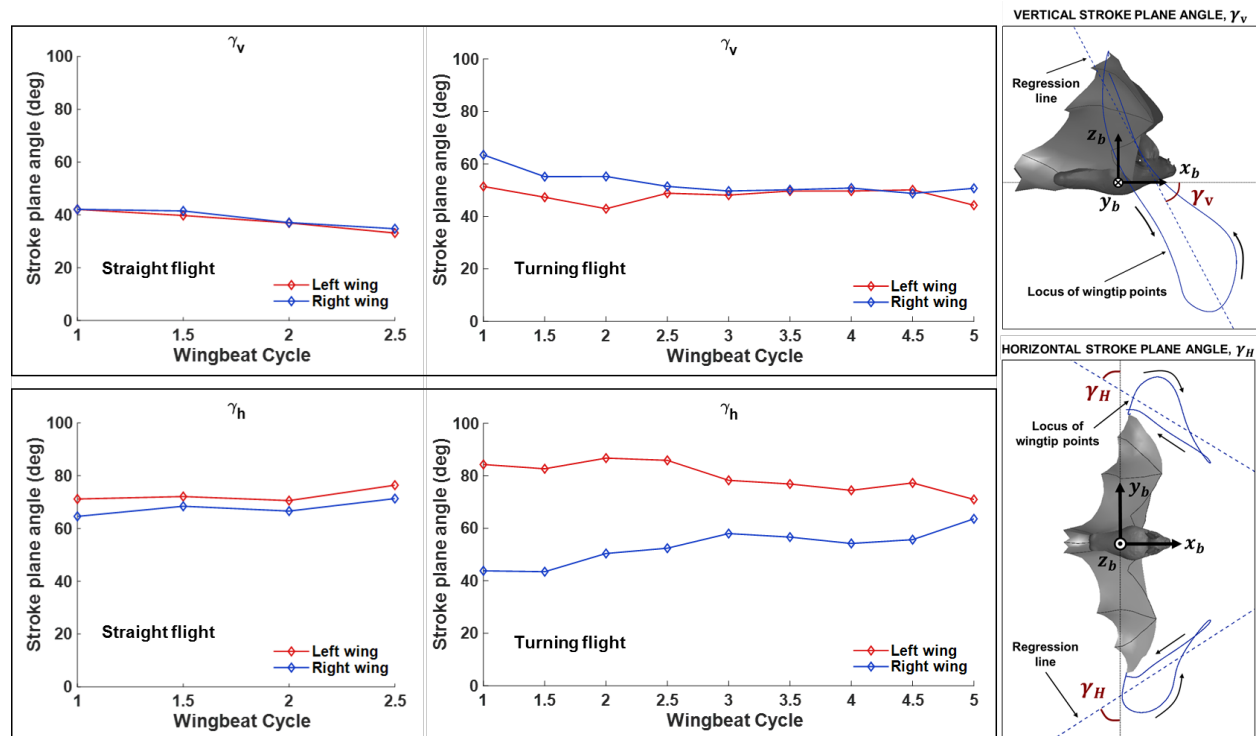 γv
Stroke plane angle (deg)
100
80
60
40
20
0
Straight flight
Left wing
Right wing
1
1.5
2
2.5
Wingbeat Cycle
γv
Stroke plane angle (deg)
100
80
60
40
20
0
Turning flight
Left wing
Right wing
1
1.5
2
2.5
3
3.5
4
4.5
5
Wingbeat Cycle
γh
Stroke plane angle (deg)
100
80
60
40
20
0
Straight flight
Left wing
Right wing
1
1.5
2
2.5
Wingbeat Cycle
γh
Stroke plane angle (deg)
100
80
60
40
20
0
Turning flight
Left wing
Right wing
1
1.5
2
2.5
3
3.5
4
4.5
5
Wingbeat Cycle
VERTICAL STROKE PLANE ANGLE, γv
Regression
line
zb
xb
yb
γv
Locus of wingtip points
HORIZONTAL STROKE PLANE ANGLE, γH
γH
Locus of
wingtip points
yb
xb
zb
Regression
line
γH